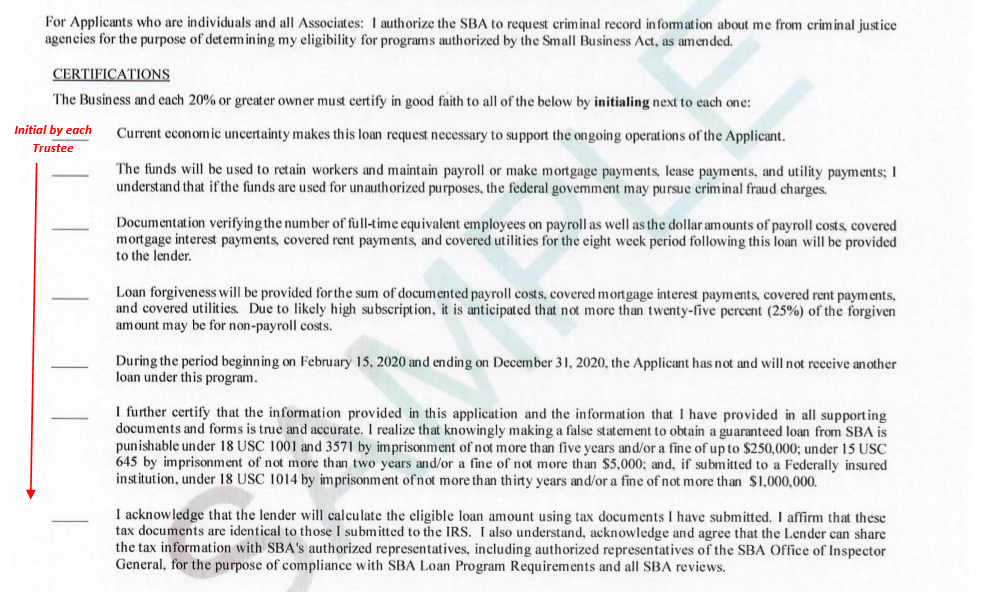 For Applicants who are individuals and all Associates: I authorize the SBA to request criminal record information about me from criminal justice
agencies for the purpose of determining my eligibility for programs authorized by the Small Business Act, as amended.
CERTIFICATIONS
The Business and each 20% or greater owner must certify in good faith to all of the below by initialing next to each one:
Initial by each
Trustee
Current economic uncertainty makes this loan request necessary to support the ongoing operations of the Applicant.
The funds will be used to retain workers and maintain payroll or make mortgage payments, lease payments, and utility payments; I
understand that if the funds are used for unauthorized purposes, the federal government may pursue criminal fraud charges.
Documentation verifying the number of full-time equivalent employees on payroll as well as the dollar amounts of payroll costs, covered
mortgage interest payments, covered rent payments, and covered utilities for the eight week period following this loan will be provided
to the lender.
Loan forgiveness will be provided for the sum of documented payroll costs, covered mortgage interest payments, covered rent payments,
and covered utilities. Due to likely high subscription, it is anticipated that not more than twenty-five percent (25%) of the forgiven
amount may be for non-payroll costs.
During the period beginning on February 15, 2020 and ending on December 31, 2020, the Applicant has not and will not receive another
loan under this program.
I further certify that the information provided in this application and the information that I have provided in all supporting
documents and forms is true and accurate. I realize that knowingly making a false statement to obtain a guaranteed loan from SBA is
punishable under 18 USC 1001 and 3571 by imprisonment of not more than five years and/or a fine of up to $250,000; under 15 USC
645 by imprisonment of not more than two years and/or a fine of not more than $5,000; and, if submitted to a Federally insured
institution, under 18 USC 1014 by imprisonment of not more than thirty years and/or a fine of not more than $1,000,000.
I acknowledge that the lender will calculate the eligible loan amount using tax documents I have submitted. I affirm that these
tax documents are identical to those I submitted to the IRS. I also understand, acknowledge and agree that the Lender can share
the tax information with SBA's authorized representatives, including authorized representatives of the SBA Office of Inspector
General, for the purpose of compliance with SBA Loan Program Requirements and all SBA reviews.
SAMPLE